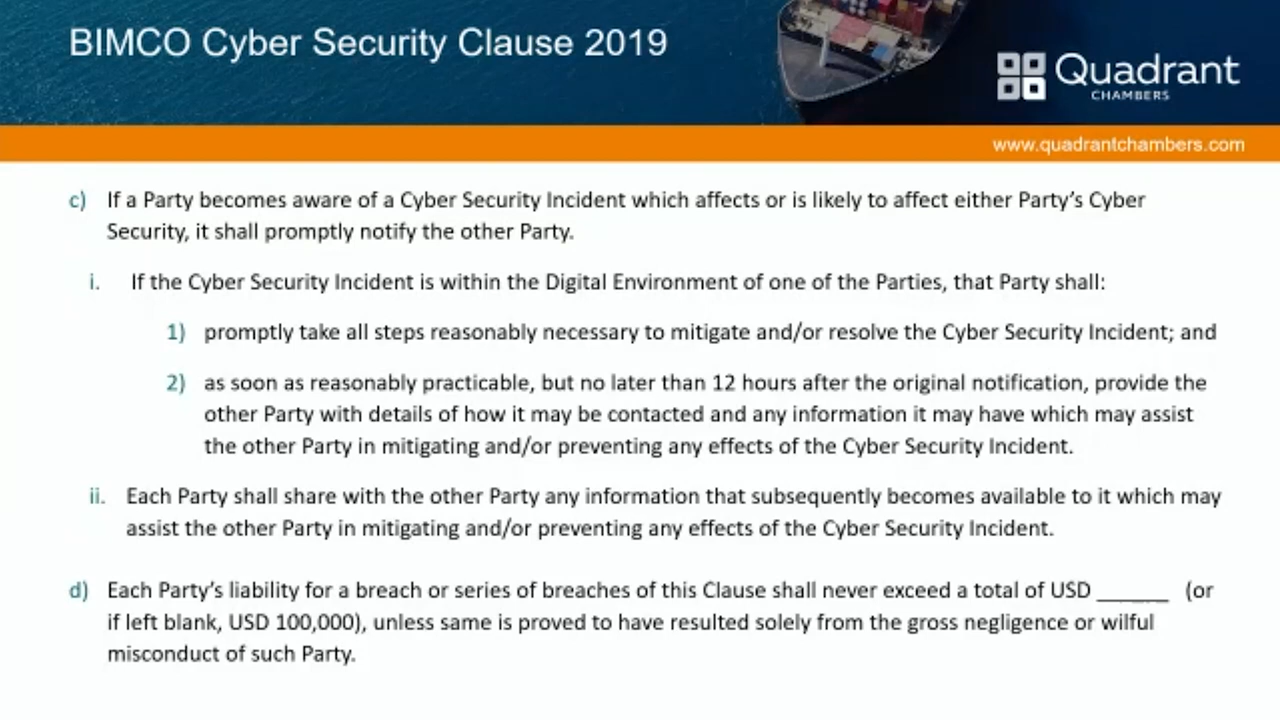 BIMCO Cyber Security Clause 2019
Quadrant
CHAMBERS
www.quadrantchambers.com
c) If a Party becomes aware of a Cyber Security Incident which affects or is likely to affect either Party's Cyber
Security, it shall promptly notify the other Party.
i. If the Cyber Security Incident is within the Digital Environment of one of the Parties, that Party shall:
1) promptly take all steps reasonably necessary to mitigate and/or resolve the Cyber Security Incident; and
2) as soon as reasonably practicable, but no later than 12 hours after the original notification, provide the
other Party with details of how it may be contacted and any information it may have which may assist
the other Party in mitigating and/or preventing any effects of the Cyber Security Incident.
ii. Each Party shall share with the other Party any information that subsequently becomes available to it which may
assist the other Party in mitigating and/or preventing any effects of the Cyber Security Incident.
d) Each Party's liability for a breach or series of breaches of this Clause shall never exceed a total of USD ______ (or
if left blank, USD 100,000), unless same is proved to have resulted solely from the gross negligence or wilful
misconduct of such Party.